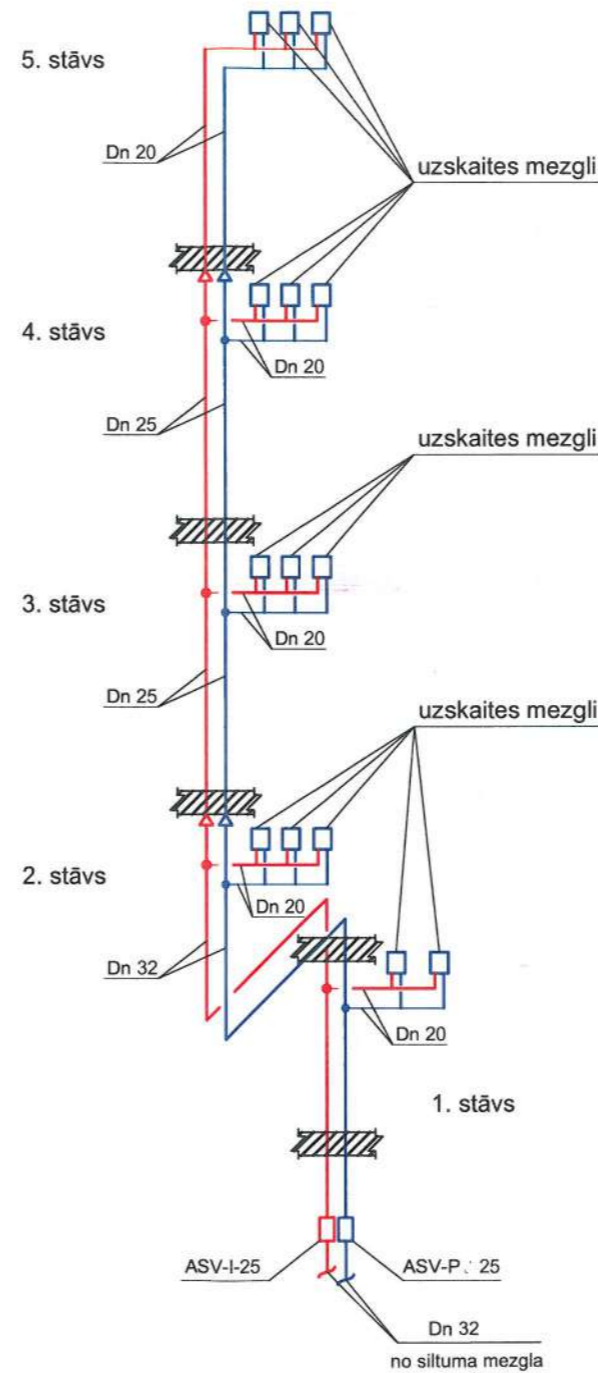 5. stāvs
Dn 20
uzskaites mezgli
4. stāvs
Dn 20
Dn 25
uzskaites mezgli
3. stāvs
Dn 20
Dn 25
uzskaites mezgli
2. stāvs
Dn 20
Dn 32
Dn 20
1. stāvs
ASV-I-25
ASV-P 25
Dn 32
no siltuma mezgla